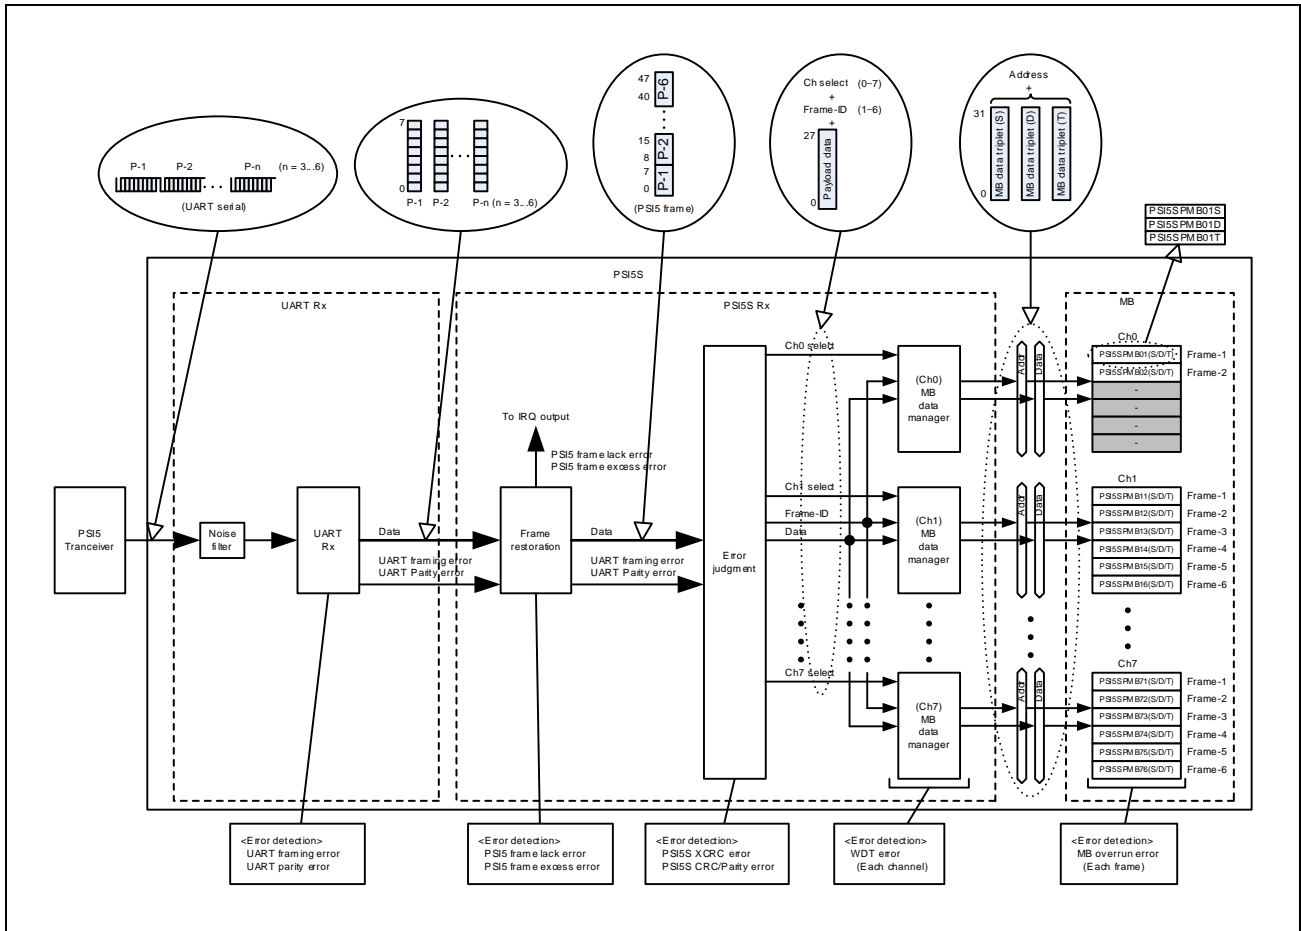 P-1 P-2 P-n (n = 3...6)
(UART serial)
7
0
P-1 P-2 P-n (n = 3...6)
47
40
15
8
7
0
P-6
P-2
P-1
(PSI5 frame)
Ch select (0~7)
+
Frame-ID (1~6)
+
27
0
Payload data
Address
+
31
0
MB data triplet (S)
MB data triplet (D)
MB data triplet (T)
PSI5SPMB01S
PSI5SPMB01D
PSI5SPMB01T
PSI5S
UART Rx
PSI5S Rx
MB
PSI5
Tranceiver
Noise
filter
UART
Rx
Data
UART framing error
UART Parity error
To IRQ output
PSI5 frame lack error
PSI5 frame excess error
Frame
restoration
Data
UART framing error
UART Parity error
Error
judgment
Ch0 select
Ch1 select
Frame-ID
Data
Ch7 select
(Ch0)
MB
data
manager
(Ch1)
MB
data
manager
(Ch7)
MB
data
manager
Addr
Data
Addr
Data
Addr
Data
Ch0
PSI5SPMB01(S/D/T) Frame-1
PSI5SPMB02(S/D/T) Frame-2
-
-
-
-
Ch1
PSI5SPMB11(S/D/T) Frame-1
PSI5SPMB12(S/D/T) Frame-2
PSI5SPMB13(S/D/T) Frame-3
PSI5SPMB14(S/D/T) Frame-4
PSI5SPMB15(S/D/T) Frame-5
PSI5SPMB16(S/D/T) Frame-6
Ch7
PSI5SPMB71(S/D/T) Frame-1
PSI5SPMB72(S/D/T) Frame-2
PSI5SPMB73(S/D/T) Frame-3
PSI5SPMB74(S/D/T) Frame-4
PSI5SPMB75(S/D/T) Frame-5
PSI5SPMB76(S/D/T) Frame-6
<Error detection>
UART framing error
UART parity error
<Error detection>
PSI5 frame lack error
PSI5 frame excess error
<Error detection>
PSI5S XCRC error
PSI5S CRC/Parity error
<Error detection>
WDT error
(Each channel)
<Error detection>
MB overrun error
(Each frame)